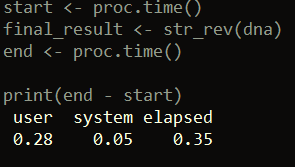 start <- proc.time()
final_result <- str_rev(dna)
end <- proc.time()

print(end - start)
 user  system elapsed
 0.28    0.05    0.35